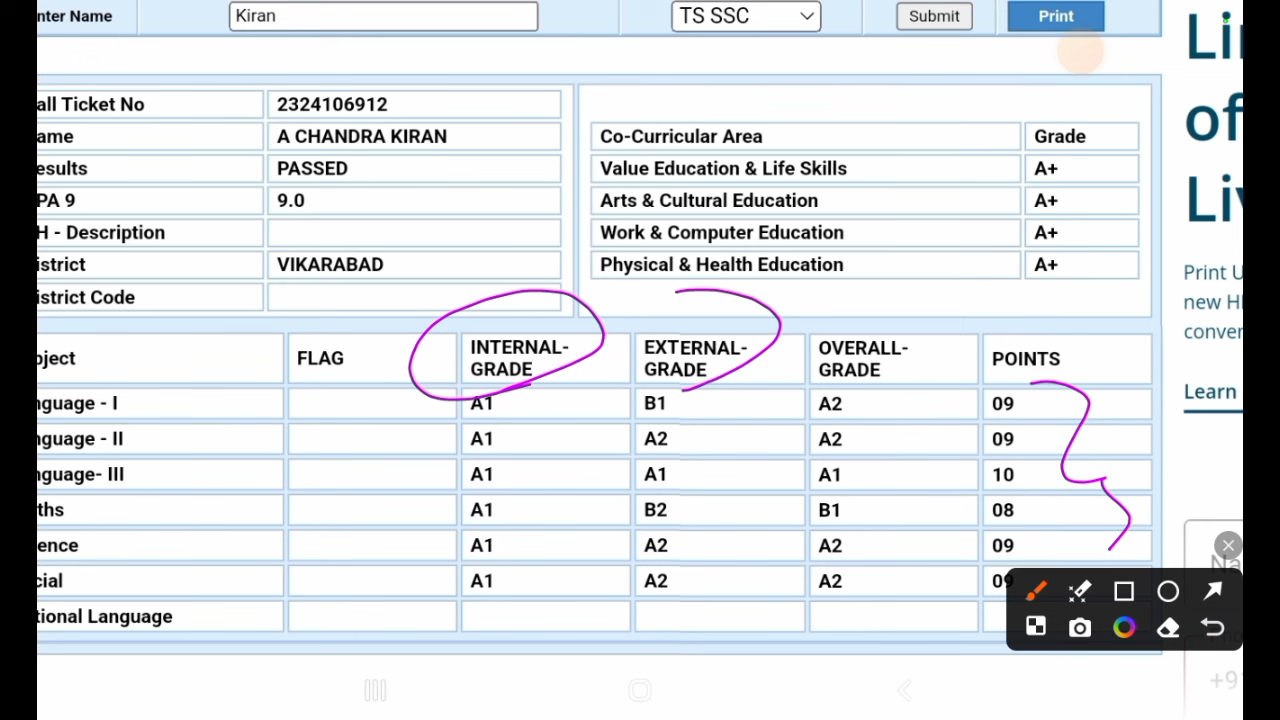 nter Name Kiran TS SSC Submit Print
all Ticket No 2324106912
ame A CHANDRA KIRAN
esults PASSED
PA 9 9.0
H - Description
istrict VIKARABAD
istrict Code
Co-Curricular Area Grade
Value Education & Life Skills A+
Arts & Cultural Education A+
Work & Computer Education A+
Physical & Health Education A+
bject FLAG INTERNAL- EXTERNAL- OVERALL- POINTS
GRADE GRADE GRADE
nguage - I A1 B1 A2 09
nguage - II A1 A2 A2 09
nguage- III A1 A1 A1 10
ths A1 B2 B1 08
ence A1 A2 A2 09
cial A1 A2 A2 09
tional Language
of
Print U
new H
conver
Learn
+9